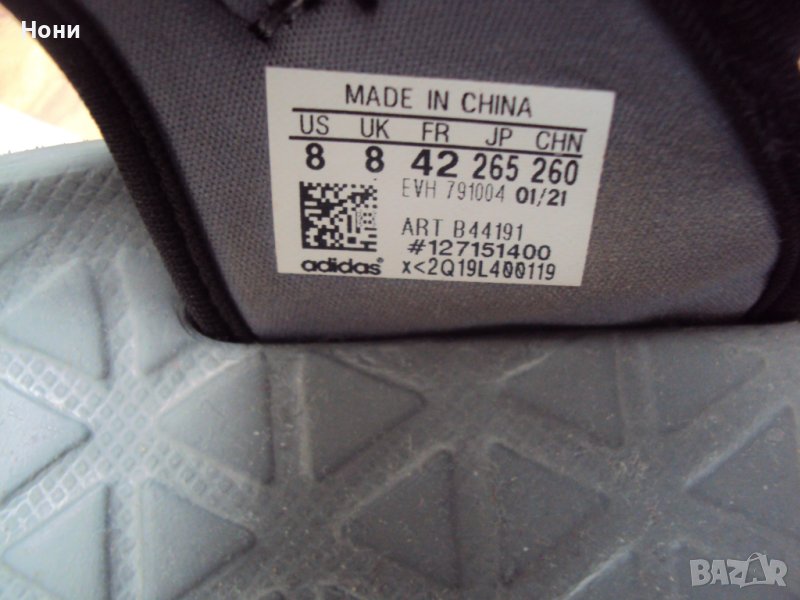 Нони
MADE IN CHINA
US UK FR JP CHN
8 8 42 265 260
EVH 791004 01/21
ART B44191
#127151400
adidas x<2Q19L400119
BAZAR